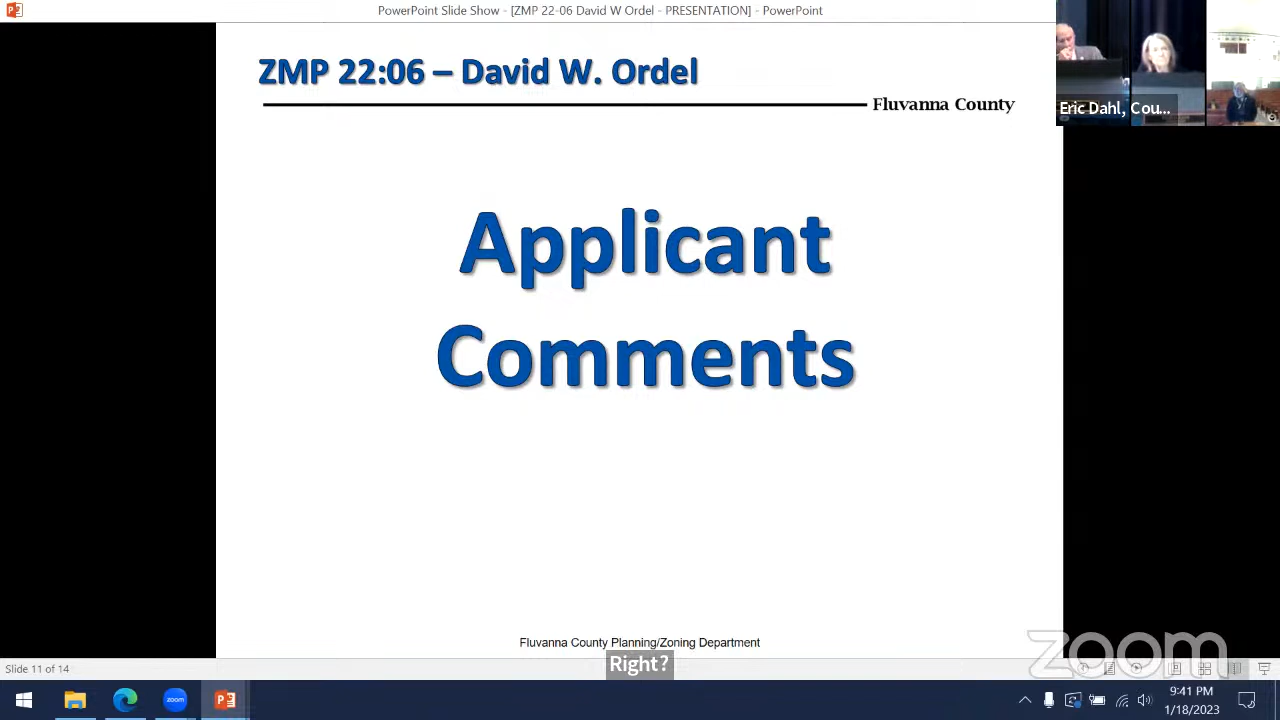 PowerPoint Slide Show - [ZMP 22-06 David W Ordel - PRESENTATION] - PowerPoint
ZMP 22:06 – David W. Ordel
Fluvanna County
Eric Dahl, Cou...
Applicant
Comments
Fluvanna County Planning/Zoning Department
Right?
zoom
Slide 11 of 14
zoom
9:41 PM
1/18/2023